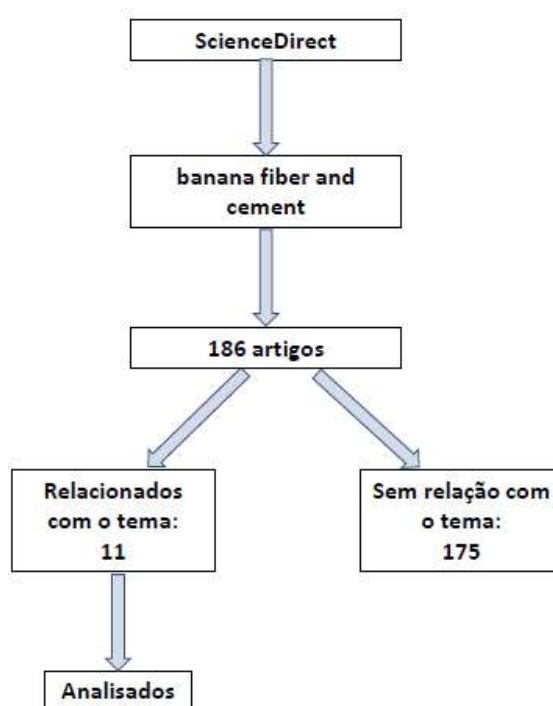 ScienceDirect
banana fiber and
cement
186 artigos
Relacionados
com o tema:
11
Sem relação com
o tema:
175
Analisados